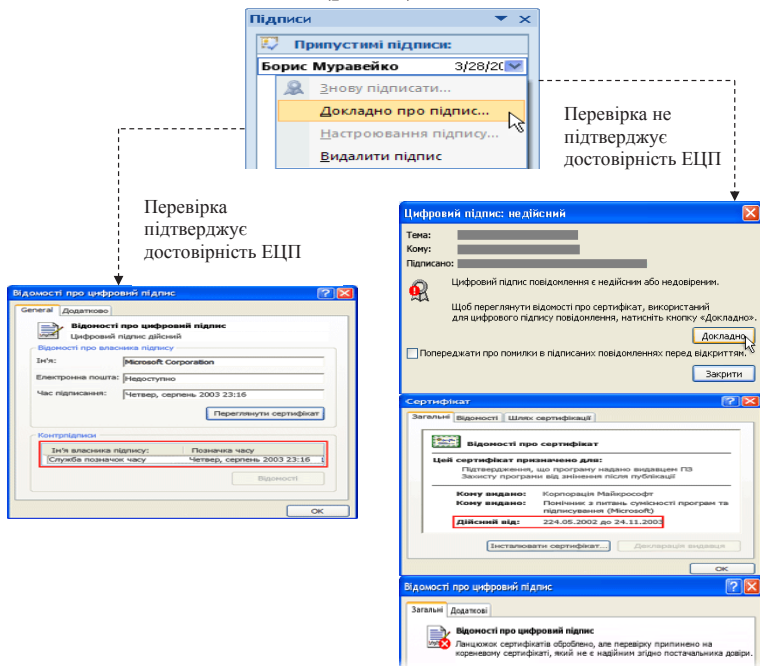 Підписи
Припустимі підписи:
Борис Муравейко 3/28/20
Знову підписати...
Докладно про підпис...
Настроювання підпису...
Видалити підпис
Перевірка не
підтверджує
достовірність ЕЦП
Перевірка
підтверджує
достовірність ЕЦП
Відомості про цифровий підпис
General Додатково
Відомості про цифровий підпис
Цифровий підпис дійсний
Відомості про власника підпису
Ім'я: Microsoft Corporation
Електронна пошта: Недоступно
Час підписання: Четвер, серпень 2003 23:16
Переглянути сертифікат
Контрпідписи
Ім'я власника підпису: Позначка часу
Служба позначок часу Четвер, серпень 2003 23:16
Відомості
OK
Цифровий підпис: недійсний
Тема:
Кому:
Підписано:
Цифровий підпис повідомлення є недійсним або недовіреним.
Щоб переглянути відомості про сертифікат, використаний
для цифрового підпису повідомлення, натисніть кнопку «Докладно».
Докладно
Попереджати про помилки в підписаних повідомленнях перед відкриттям.
Закрити
Сертифікат
Загальні Відомості Шлях сертифікації
Відомості про сертифікат
Цей сертифікат призначено для:
Підтвердження, що програму надано видавцем ПЗ
Захисту програми від змінення після публікації
Кому видано: Корпорація Майкрософт
Кому видано: Помічник з питань сумісності програм та
підписування (Microsoft)
Дійсний від: 224.05.2002 до 24.11.2003
Інсталювати сертифікат... Декларація видавця
OK
Відомості про цифровий підпис
Загальні Додаткові
Відомості про цифровий підпис
Ланцюжок сертифікатів оброблено, але перевірку припинено на
кореневому сертифікаті, який не є надійним згідно постачальника довіри.